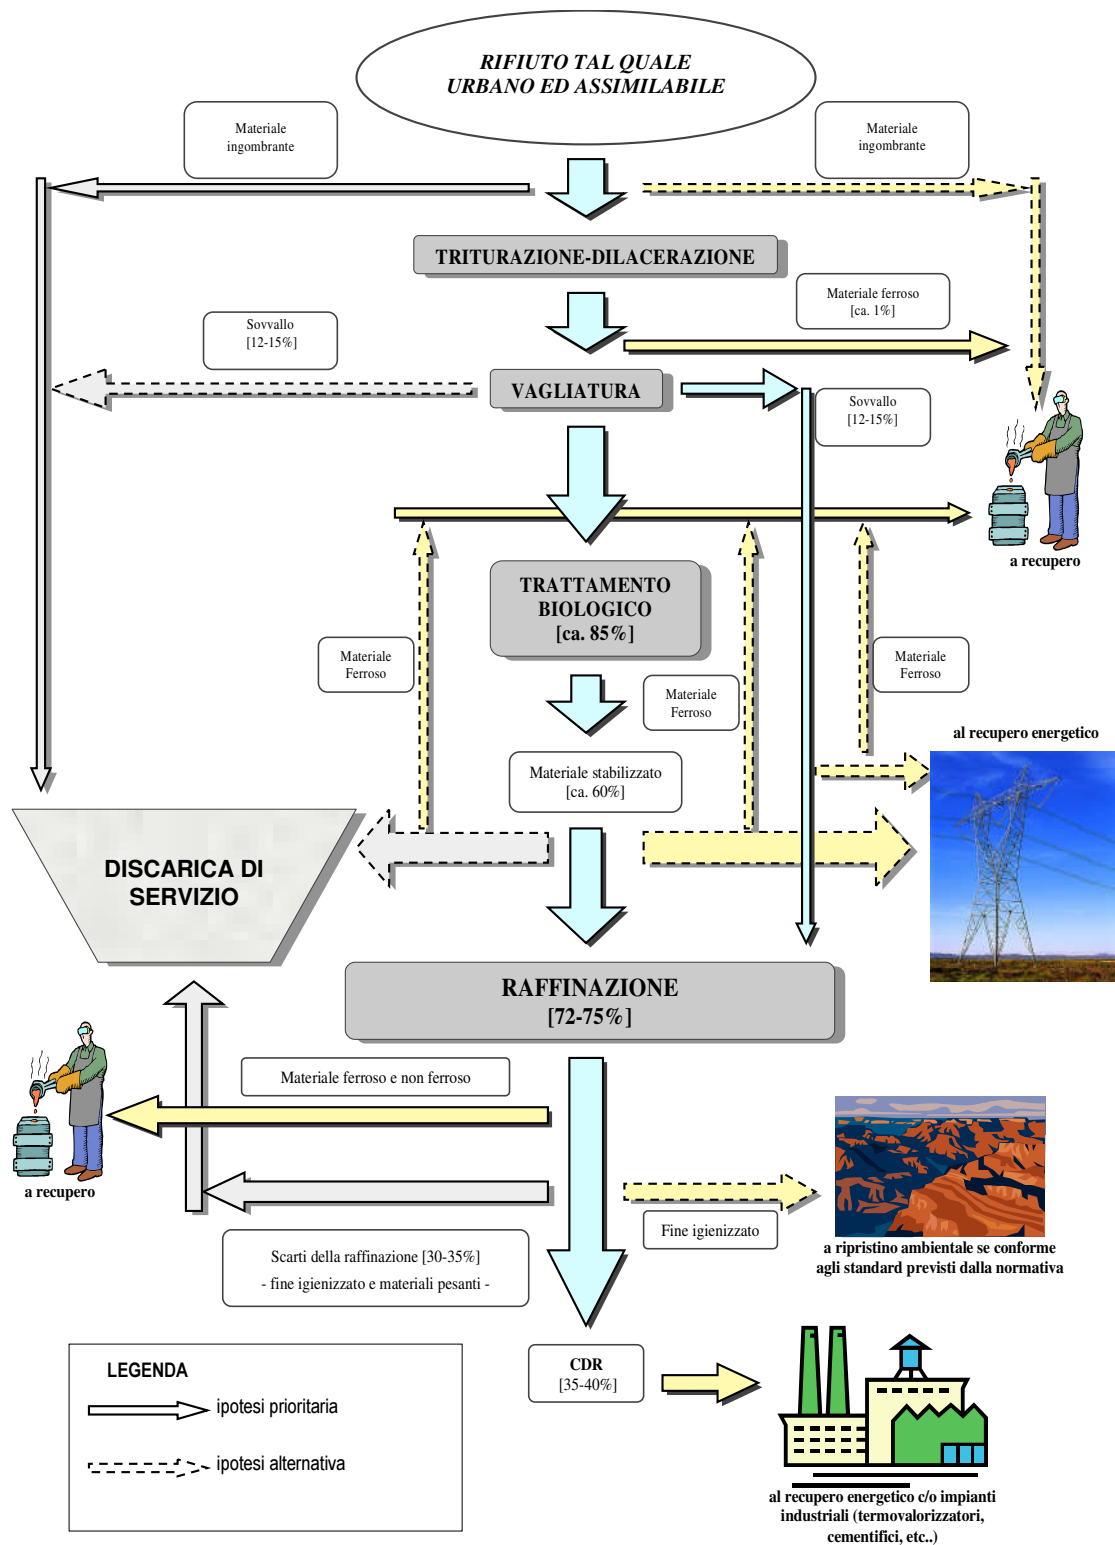 RIFIUTO TAL QUALE
URBANO ED ASSIMILABILE
Materiale
ingombrante
Materiale
ingombrante
TRITURAZIONE-DILACERAZIONE
Materiale ferroso
[ca. 1%]
Sovvallo
[12-15%]
VAGLIATURA
Sovvallo
[12-15%]
a recupero
TRATTAMENTO
BIOLOGICO
[ca. 85%]
Materiale
Ferroso
Materiale
Ferroso
Materiale
Ferroso
al recupero energetico
Materiale stabilizzato
[ca. 60%]
DISCARICA DI
SERVIZIO
RAFFINAZIONE
[72-75%]
Materiale ferroso e non ferroso
a recupero
Fine igienizzato
a ripristino ambientale se conforme
agli standard previsti dalla normativa
Scarti della raffinazione [30-35%]
- fine igienizzato e materiali pesanti -
CDR
[35-40%]
LEGENDA
ipotesi prioritaria
ipotesi alternativa
al recupero energetico c/o impianti
industriali (termovalorizzatori,
cementifici, etc..)